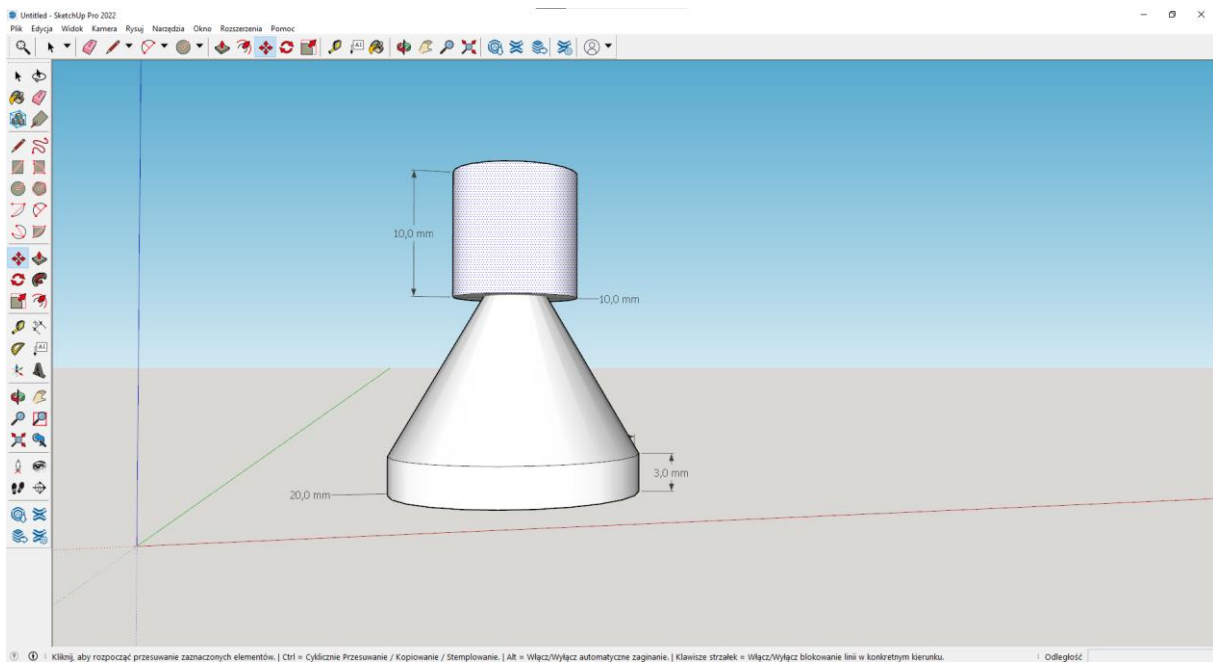 Untitled - SketchUp Pro 2022
Plik Edycja Widok Kamera Rysuj Narzędzia Okno Rozszerzenia Pomoc
A1
A1
10,0 mm
10,0 mm
3,0 mm
20,0 mm
Kliknij, aby rozpocząć przesuwanie zaznaczonych elementów. | Ctrl = Cyklicznie Przesuwanie / Kopiowanie / Stemplowanie. | Alt = Włącz/Wyłącz automatyczne zaginanie. | Klawisze strzałek = Włącz/Wyłącz blokowanie linii w konkretnym kierunku. Odległość